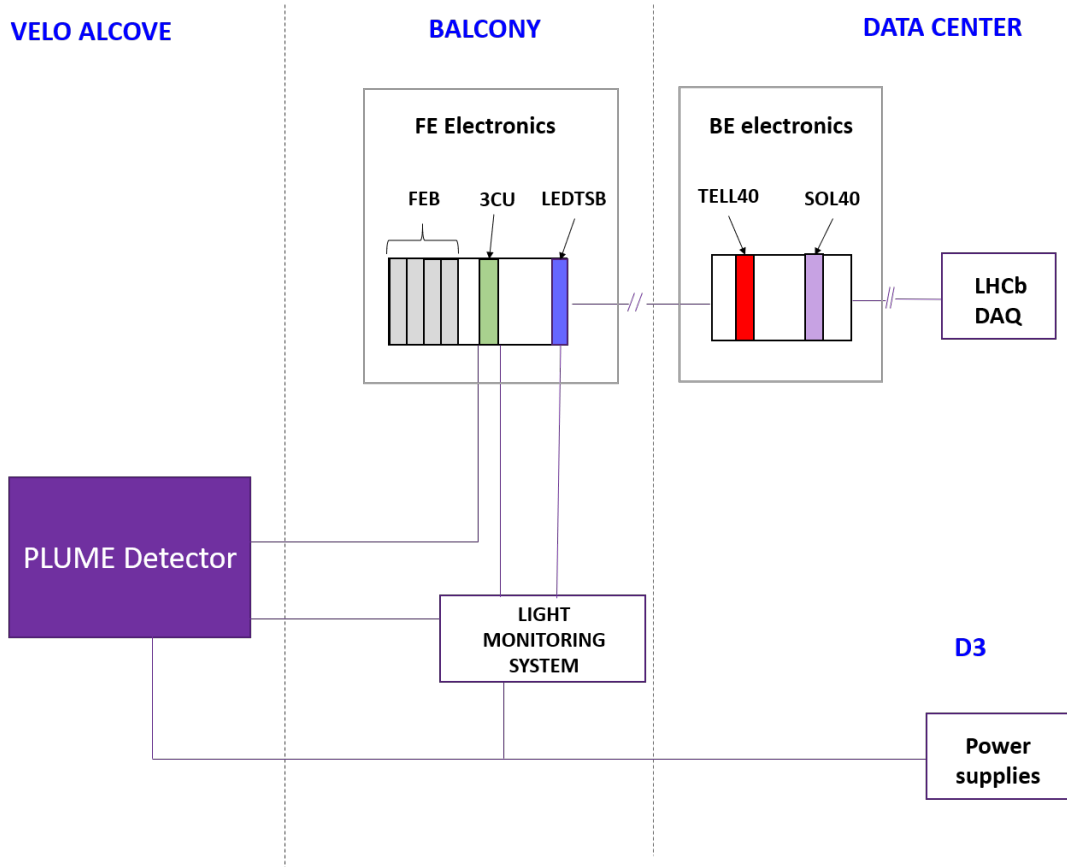 VELO ALCOVE
BALCONY
DATA CENTER
FE Electronics
BE electronics
FEB
3CU
LEDTSB
TELL40
SOL40
LHCb
DAQ
PLUME Detector
LIGHT
MONITORING
SYSTEM
D3
Power
supplies